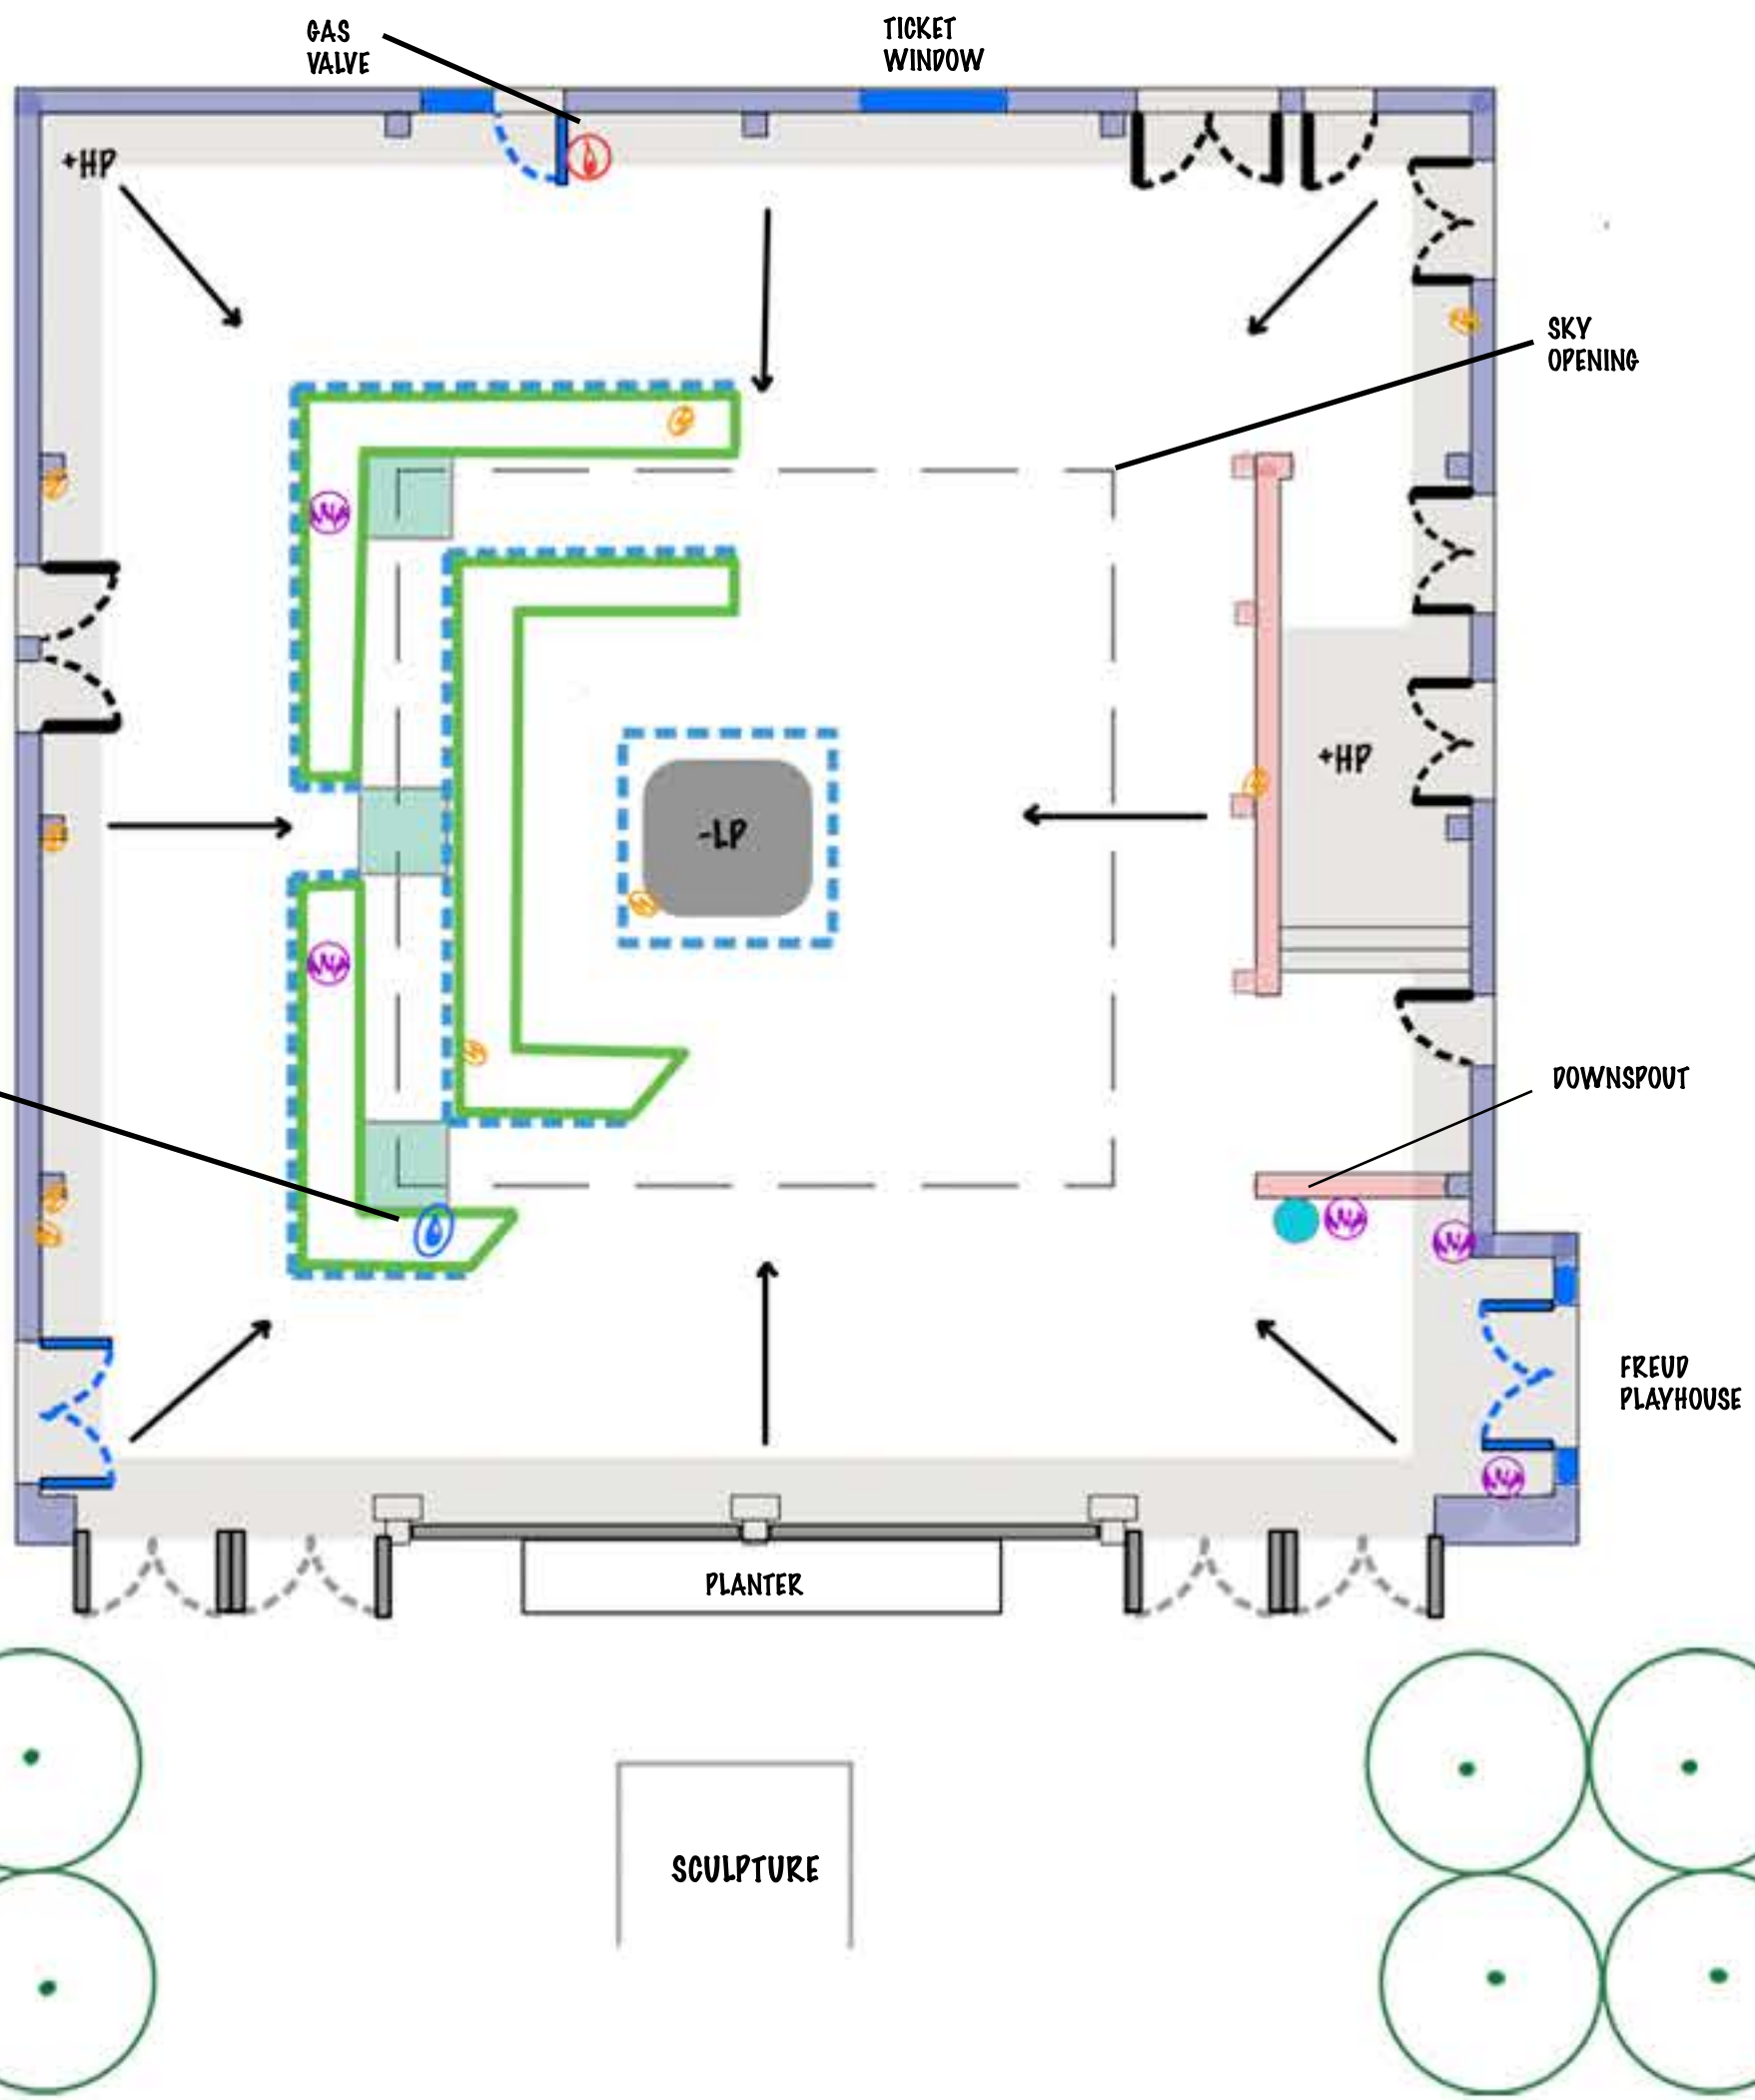 GAS
VALVE
TICKET
WINDOW
+HP
SKY
OPENING
+HP
-LP
DOWNSPOUT
FREUD
PLAYHOUSE
PLANTER
SCULPTURE